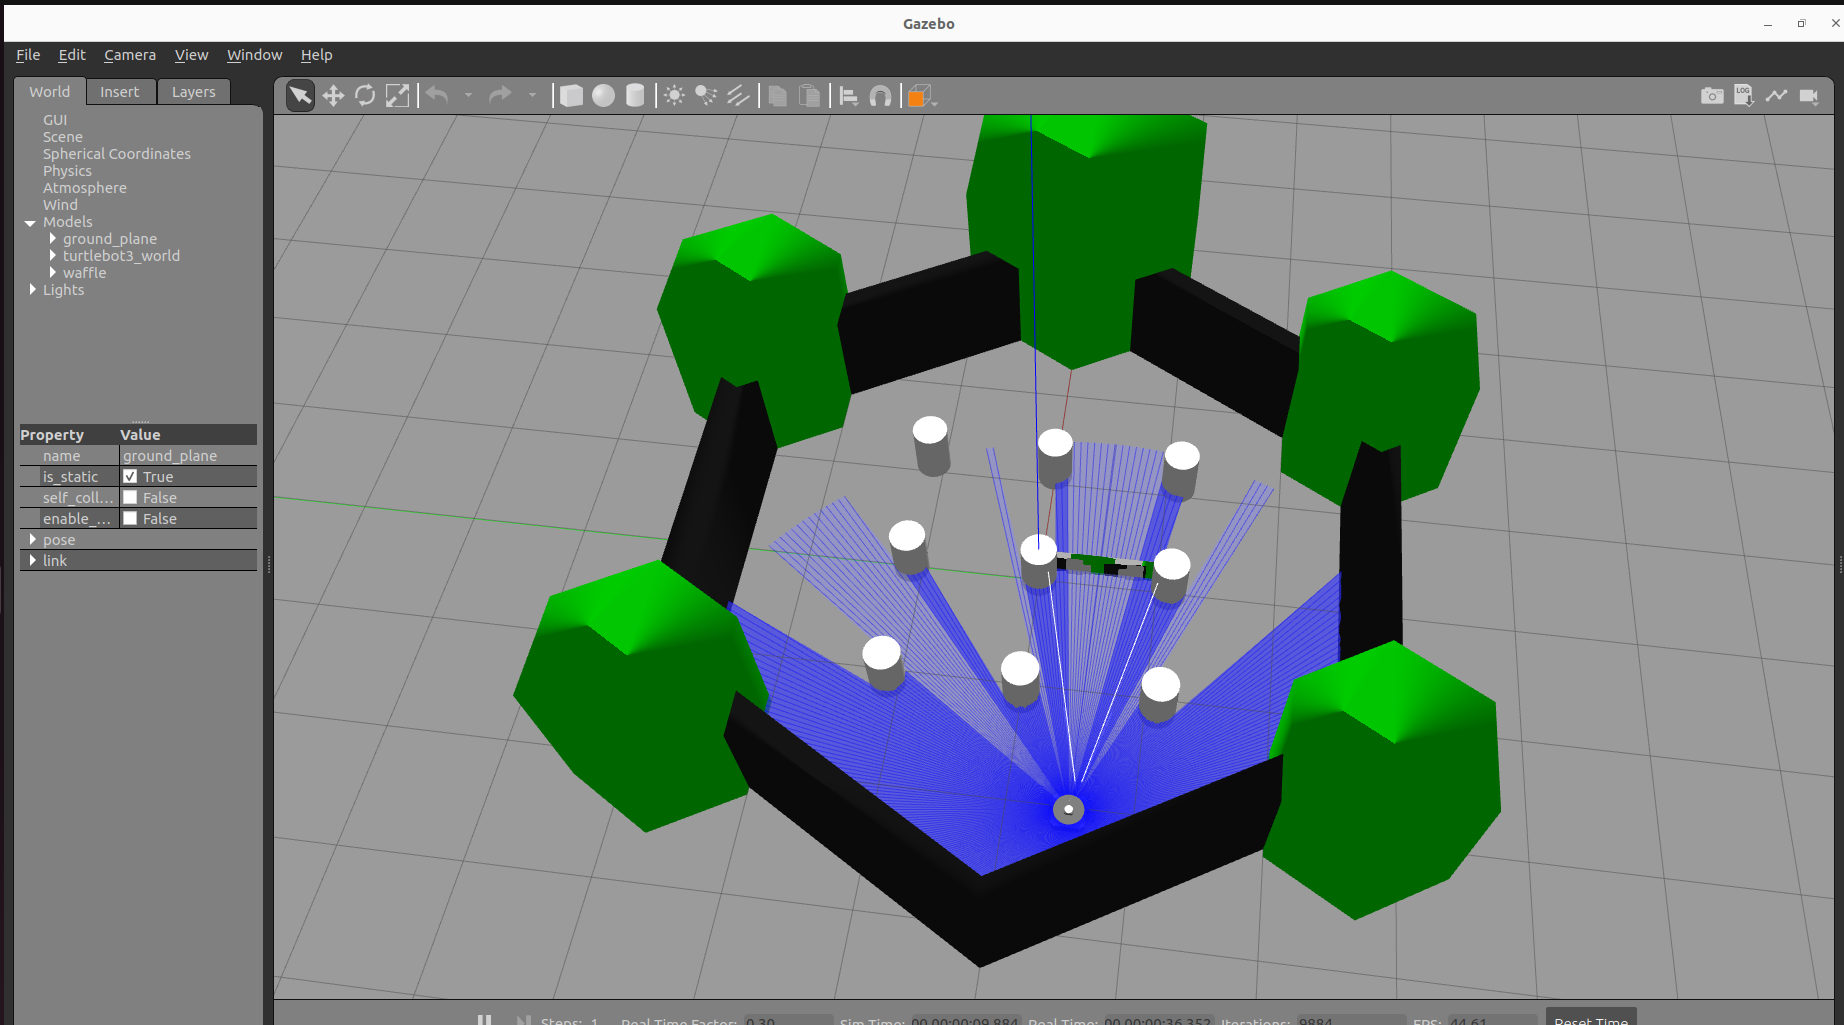 Gazebo
File Edit Camera View Window Help
World Insert Layers
LOG
GUI
Scene
Spherical Coordinates
Physics
Atmosphere
Wind
Models
ground_plane
turtlebot3_world
waffle
Lights
Property Value
name ground_plane
is_static True
self_coll... False
enable_... False
pose
link
Steps: 1 Real Time Factor: 0.30 Sim Time: 00 00:00:09.884 Real Time: 00 00:00:36.352 Iterations: 9884 FPS: 44.61 Reset Time